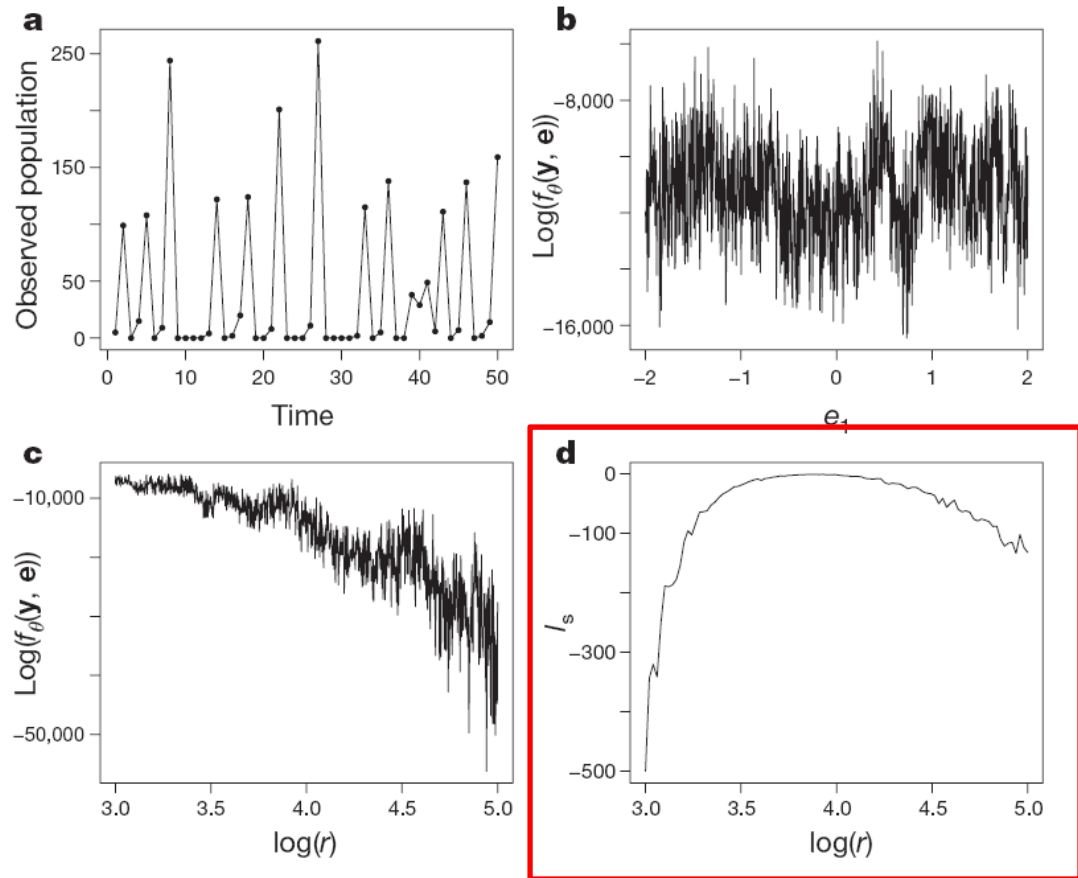 a
Observed population
250
150
50
0
0
10
20
30
40
50
Time
b
Log(fθ(y, e))
−8,000
−16,000
−2
−1
0
1
2
e1
c
Log(fθ(y, e))
−10,000
−50,000
3.0
3.5
4.0
4.5
5.0
log(r)
d
ls
0
−100
−300
−500
3.0
3.5
4.0
4.5
5.0
log(r)